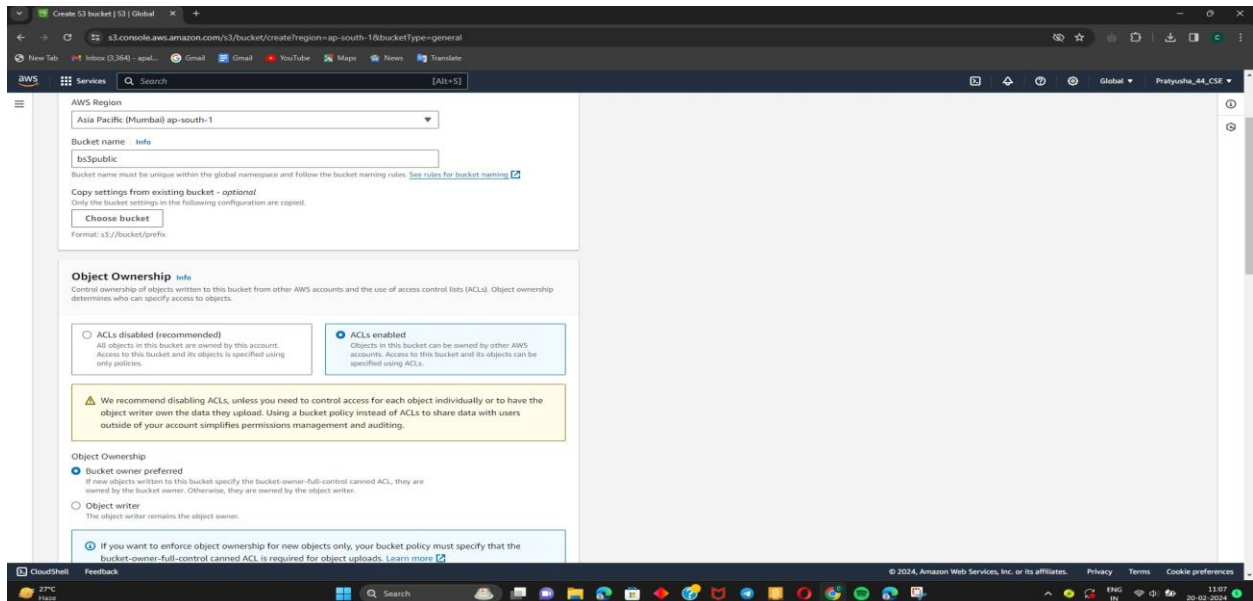 Create S3 bucket | S3 | Global
s3.console.aws.amazon.com/s3/bucket/create?region=ap-south-1&bucketType=general
New Tab Inbox (3,364) - apal... Gmail Gmail YouTube Maps News Translate
aws Services Search [Alt+S] Global Pratyusha_44_CSE
AWS Region
Asia Pacific (Mumbai) ap-south-1
Bucket name Info
bs3public
Bucket name must be unique within the global namespace and follow the bucket naming rules. See rules for bucket naming
Copy settings from existing bucket - optional
Only the bucket settings in the following configuration are copied.
Choose bucket
Format: s3://bucket/prefix
Object Ownership Info
Control ownership of objects written to this bucket from other AWS accounts and the use of access control lists (ACLs). Object ownership
determines who can specify access to objects.
ACLs disabled (recommended)
All objects in this bucket are owned by this account.
Access to this bucket and its objects is specified using
only policies.
ACLs enabled
Objects in this bucket can be owned by other AWS
accounts. Access to this bucket and its objects can be
specified using ACLs.
We recommend disabling ACLs, unless you need to control access for each object individually or to have the
object writer own the data they upload. Using a bucket policy instead of ACLs to share data with users
outside of your account simplifies permissions management and auditing.
Object Ownership
Bucket owner preferred
If new objects written to this bucket specify the bucket-owner-full-control canned ACL, they are
owned by the bucket owner. Otherwise, they are owned by the object writer.
Object writer
The object writer remains the object owner.
If you want to enforce object ownership for new objects only, your bucket policy must specify that the
bucket-owner-full-control canned ACL is required for object uploads. Learn more
CloudShell Feedback © 2024, Amazon Web Services, Inc. or its affiliates. Privacy Terms Cookie preferences
27°C
Haze
Search
ENG
IN
11:07
20-02-2024